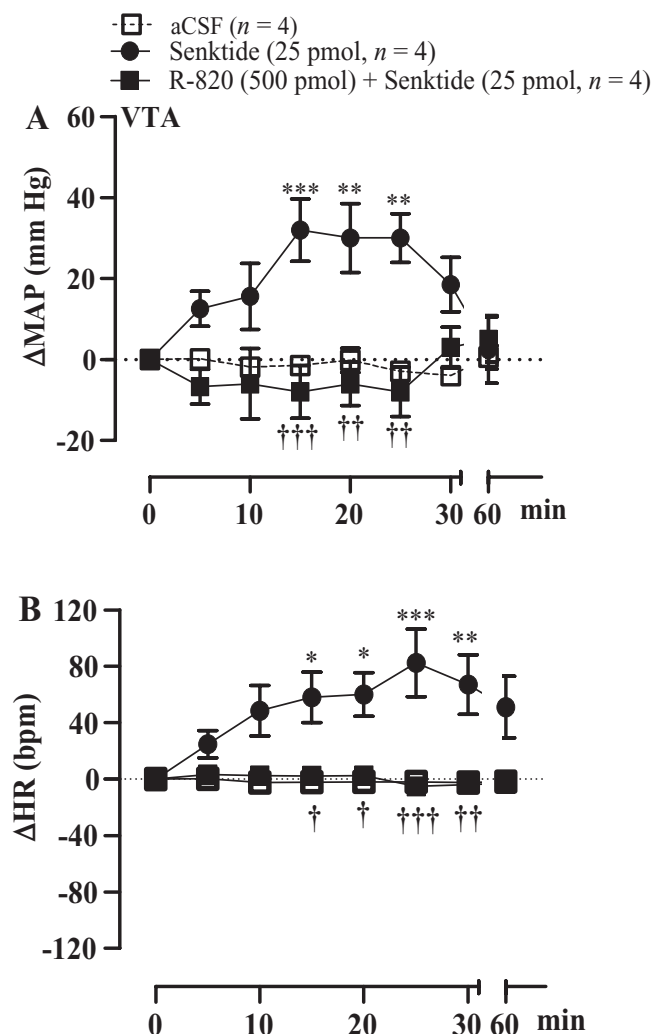 aCSF (n = 4)
Senktide (25 pmol, n = 4)
R-820 (500 pmol) + Senktide (25 pmol, n = 4)
A VTA
ΔMAP (mm Hg)
60
40
20
0
-20
*** ** **
††† †† ††
0 10 20 30 60 min
B
ΔHR (bpm)
120
80
40
0
-40
-80
-120
* * *** **
† † ††† ††
0 10 20 30 60 min